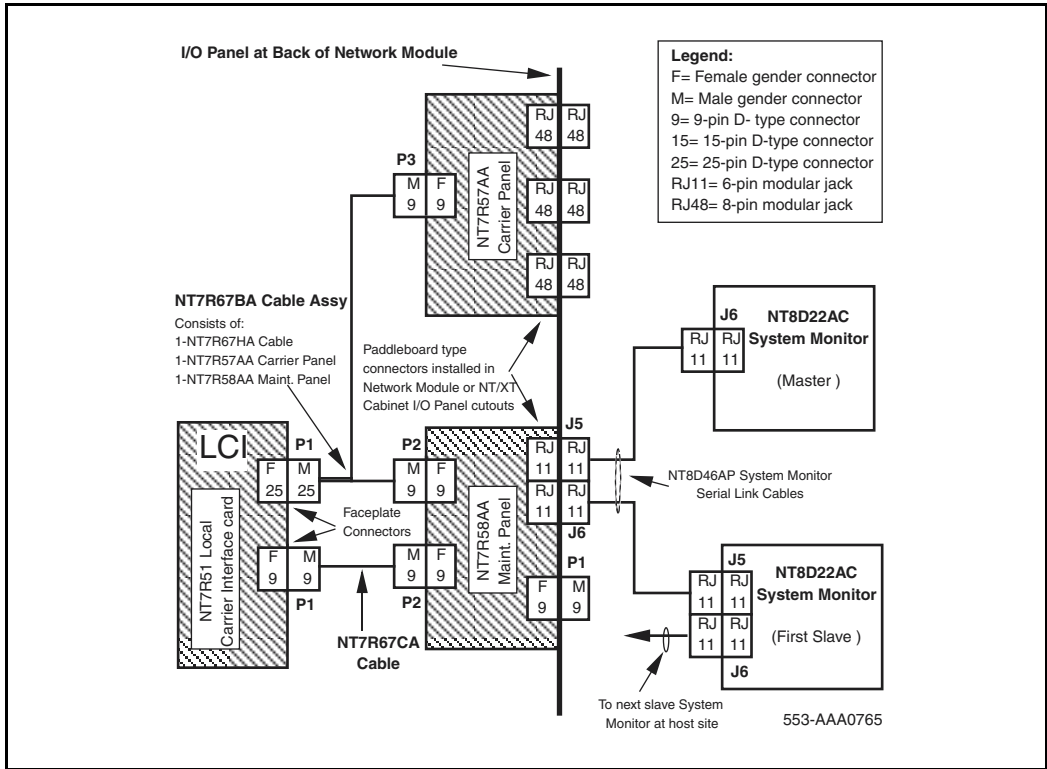 I/O Panel at Back of Network Module
Legend:
F= Female gender connector
M= Male gender connector
9= 9-pin D- type connector
15= 15-pin D-type connector
25= 25-pin D-type connector
RJ11= 6-pin modular jack
RJ48= 8-pin modular jack
RJ RJ
48 48
P3
M F
9 9
NT7R57AA
Carrier Panel
RJ RJ
48 48
RJ RJ
48 48
NT7R67BA Cable Assy
Consists of:
1-NT7R67HA Cable
1-NT7R57AA Carrier Panel
1-NT7R58AA Maint. Panel
Paddleboard type
connectors installed in
Network Module or NT/XT
Cabinet I/O Panel cutouts
J6
RJ RJ
11 11
NT8D22AC
System Monitor
(Master )
LCI
P1
F M
25 25
NT7R51 Local
Carrier Interface card
Faceplate
Connectors
F M
9 9
P1
P2
M F
9 9
NT7R58AA
Maint. Panel
M F
9 9
P2
NT7R67CA
Cable
J5
RJ RJ
11 11
RJ RJ
11 11
J6
P1
F M
9 9
NT8D46AP System Monitor
Serial Link Cables
J5
RJ RJ
11 11
RJ RJ
11 11
J6
NT8D22AC
System Monitor
(First Slave )
To next slave System
Monitor at host site
553-AAA0765